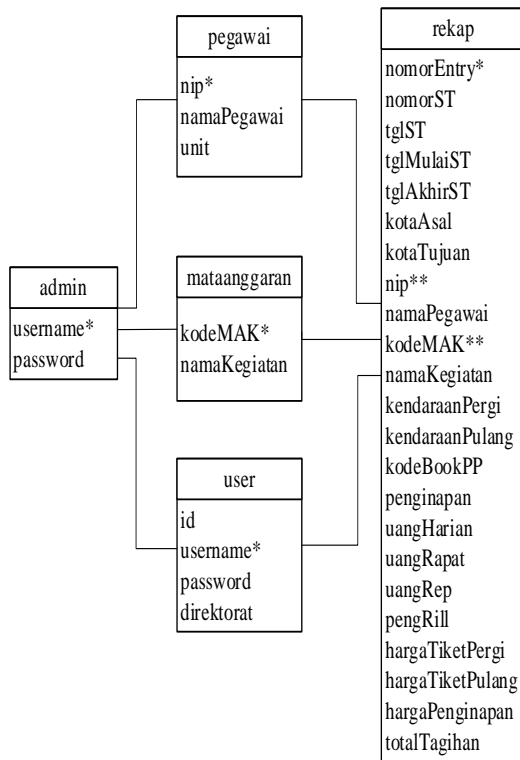 pegawai
nip*
namaPegawai
unit
rekap
nomorEntry*
nomorST
tglST
tglMulaiST
tglAkhirST
kotaAsal
kotaTujuan
nip**
namaPegawai
kodeMAK**
namaKegiatan
kendaraanPergi
kendaraanPulang
kodeBookPP
penginapan
uangHarian
uangRapat
uangRep
pengRill
hargaTiketPergi
hargaTiketPulang
hargaPenginapan
totalTagihan
admin
username*
password
mataanggaran
kodeMAK*
namaKegiatan
user
id
username*
password
direktorat